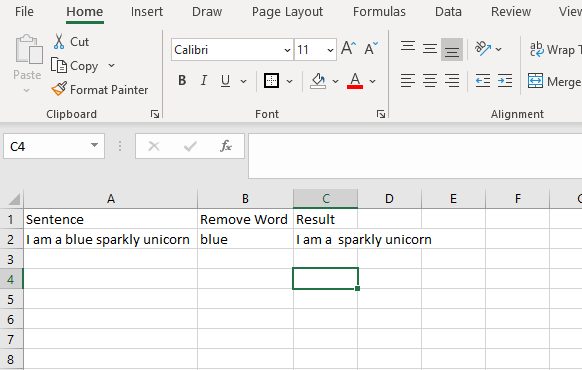 File Home Insert Draw Page Layout Formulas Data Review View
Cut
Copy
Format Painter
Paste
Clipboard
Calibri 11 A A
B I U A
Font
ab Wrap T
Merge
Alignment
C4 fx
A B C D E F
1 Sentence Remove Word Result
2 I am a blue sparkly unicorn blue I am a  sparkly unicorn
3
4
5
6
7
8